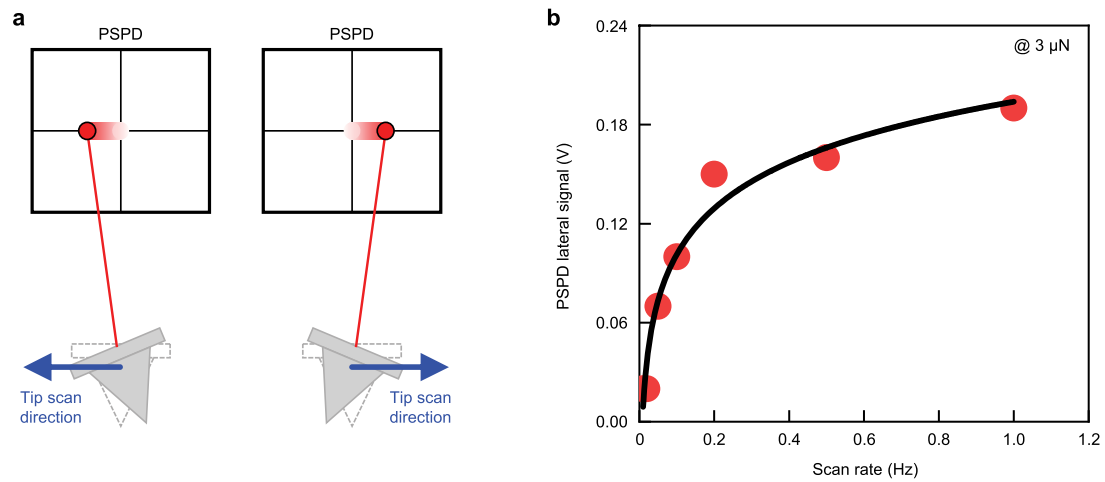 a
PSPD
PSPD
Tip scan
direction
Tip scan
direction
b
@ 3 µN
PSPD lateral signal (V)
0.24
0.18
0.12
0.06
0.00
0
0.2
0.4
0.6
0.8
1.0
1.2
Scan rate (Hz)